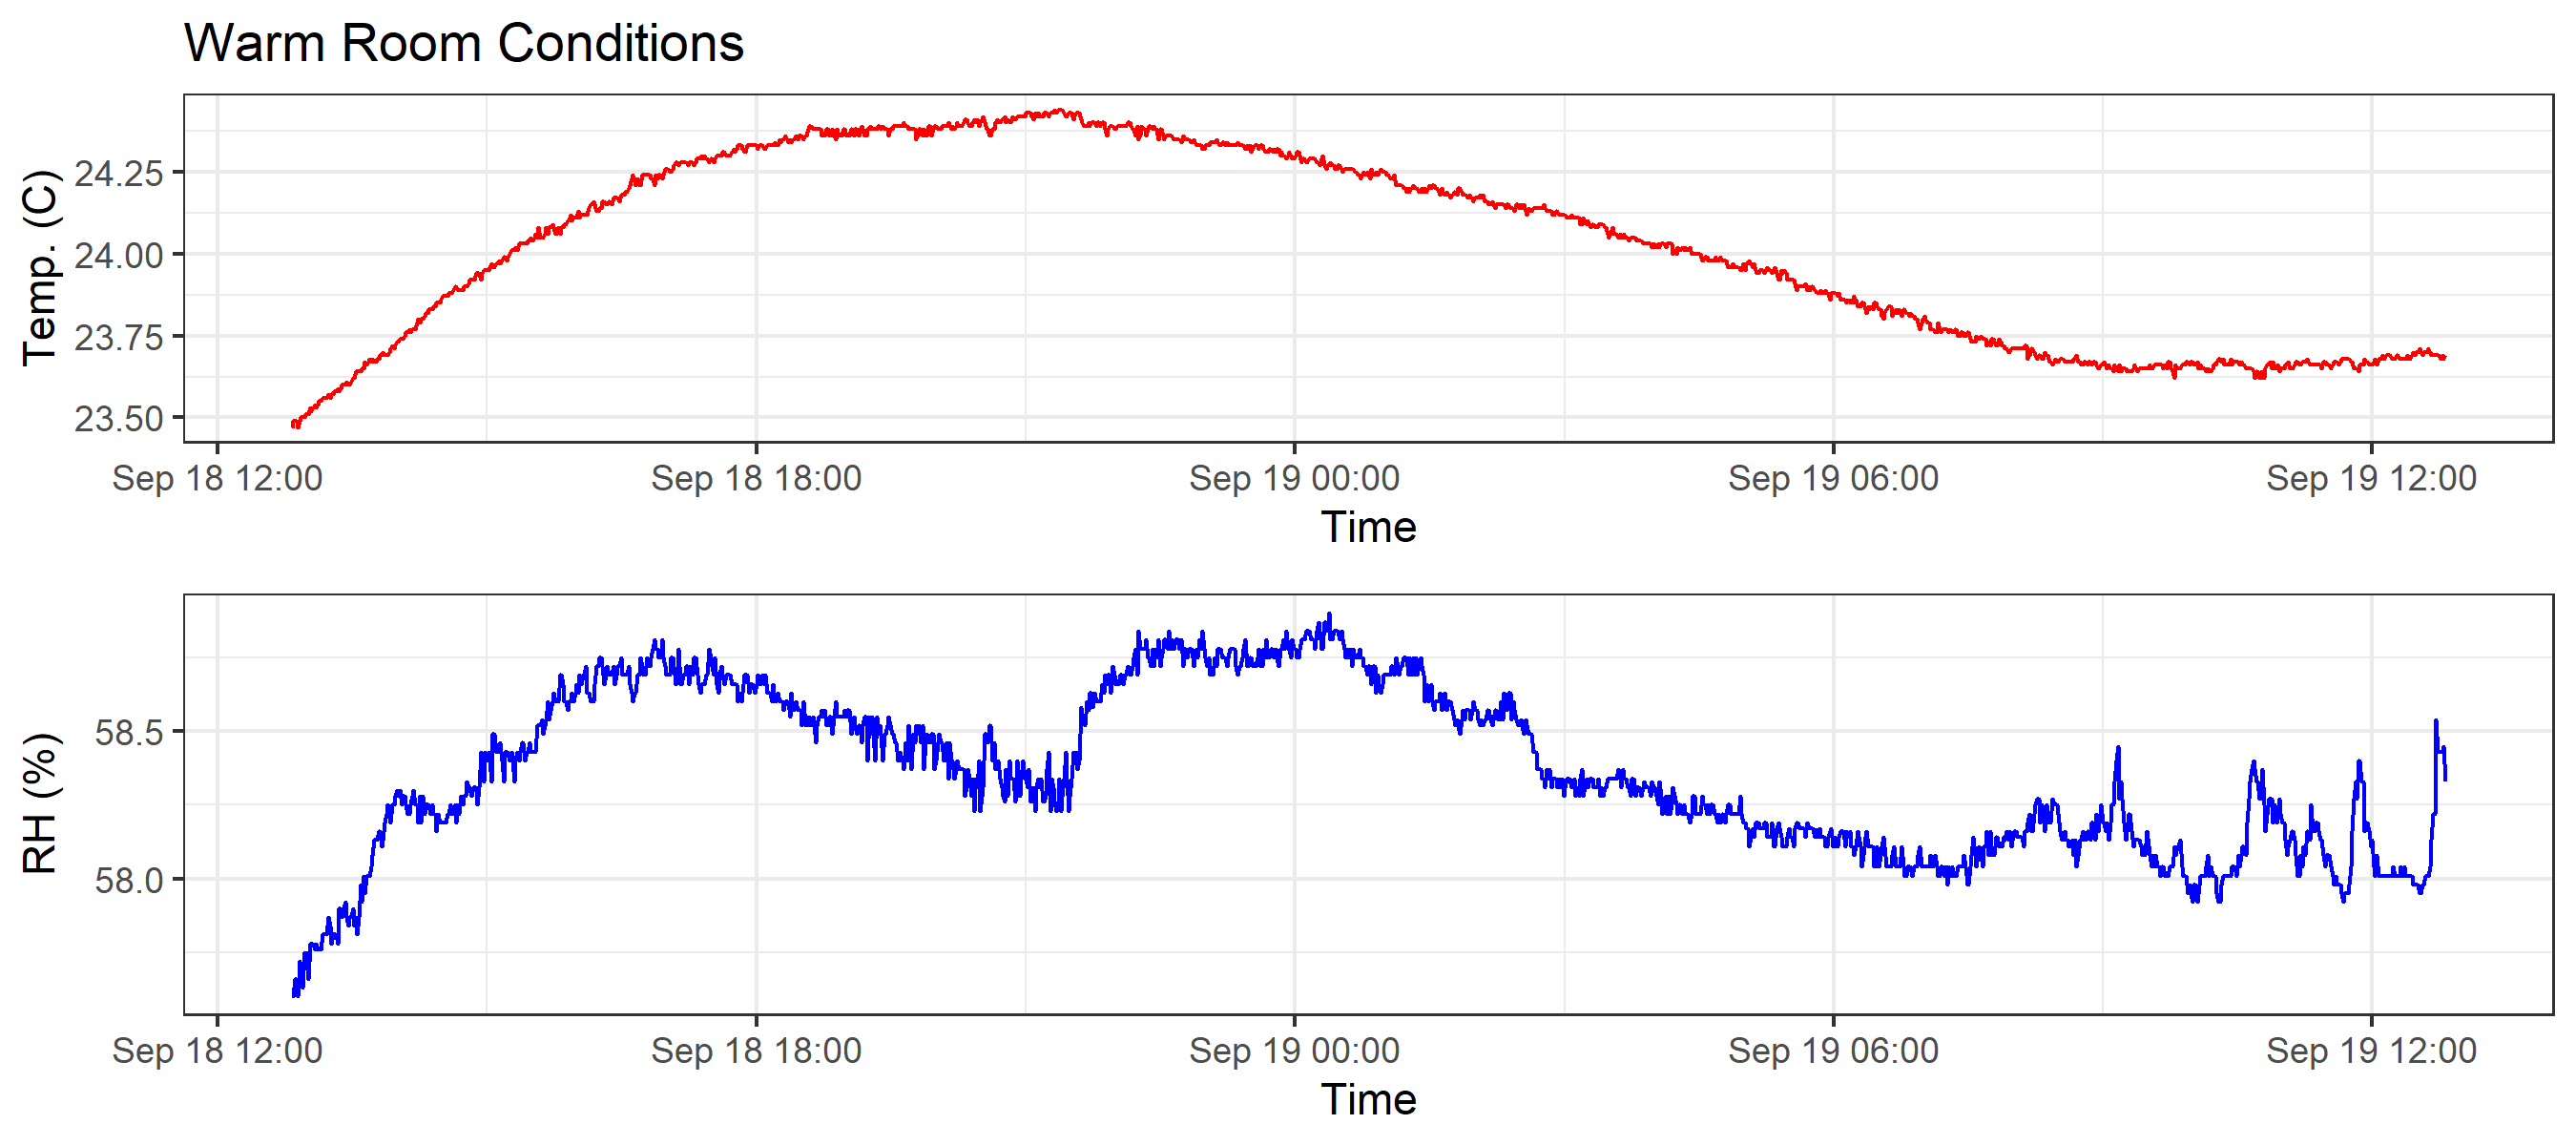 Warm Room Conditions
Temp. (C)
24.25
24.00
23.75
23.50
Sep 18 12:00 Sep 18 18:00 Sep 19 00:00 Sep 19 06:00 Sep 19 12:00
Time
RH (%)
58.5
58.0
Sep 18 12:00 Sep 18 18:00 Sep 19 00:00 Sep 19 06:00 Sep 19 12:00
Time